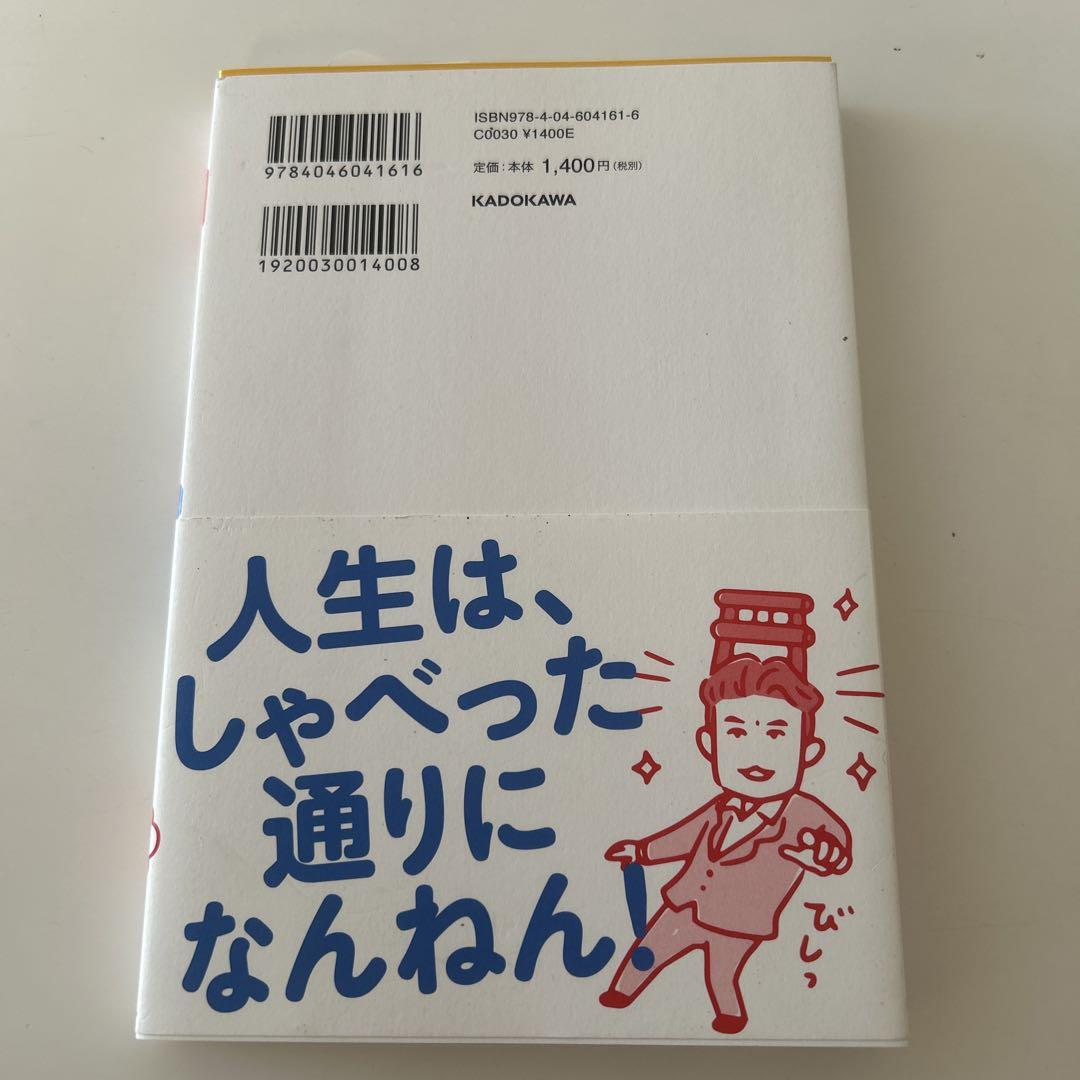 9784046041616
1920030014008
ISBN978-4-04-604161-6
C0030 ¥1400E
定価:本体 1,400円(税別)
KADOKAWA
人生は、
しゃべった
通りに
なんねん!
びしっ